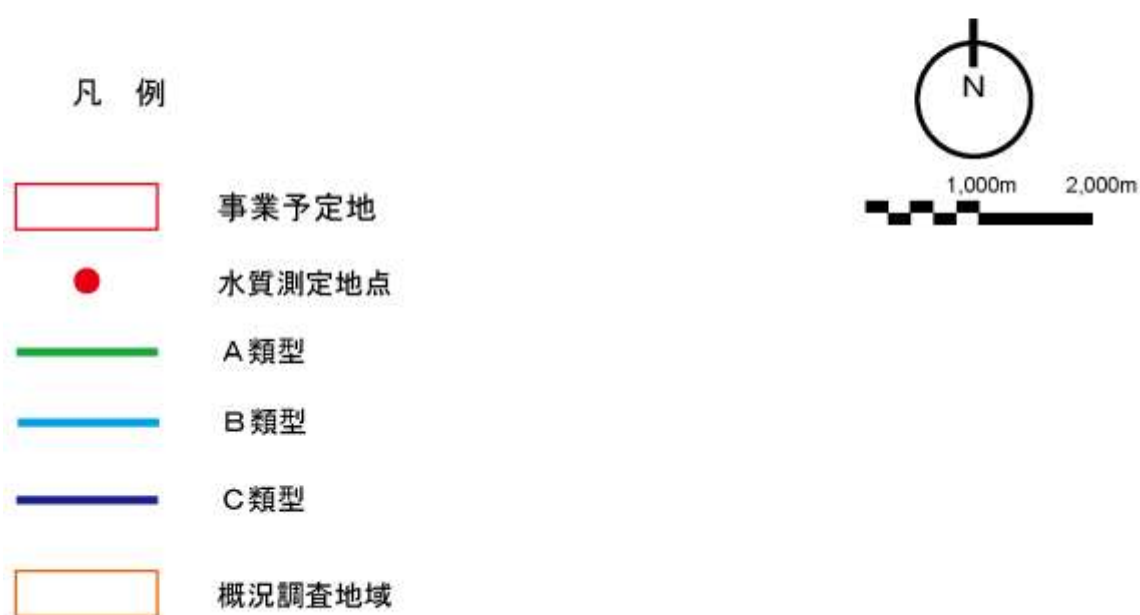 凡 例
N
1,000m 2,000m
事業予定地
水質測定地点
A類型
B類型
C類型
概況調査地域